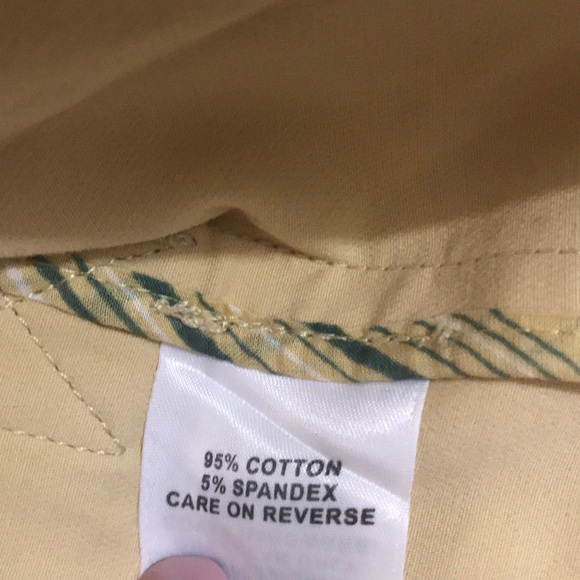 95% COTTON
5% SPANDEX
CARE ON REVERSE